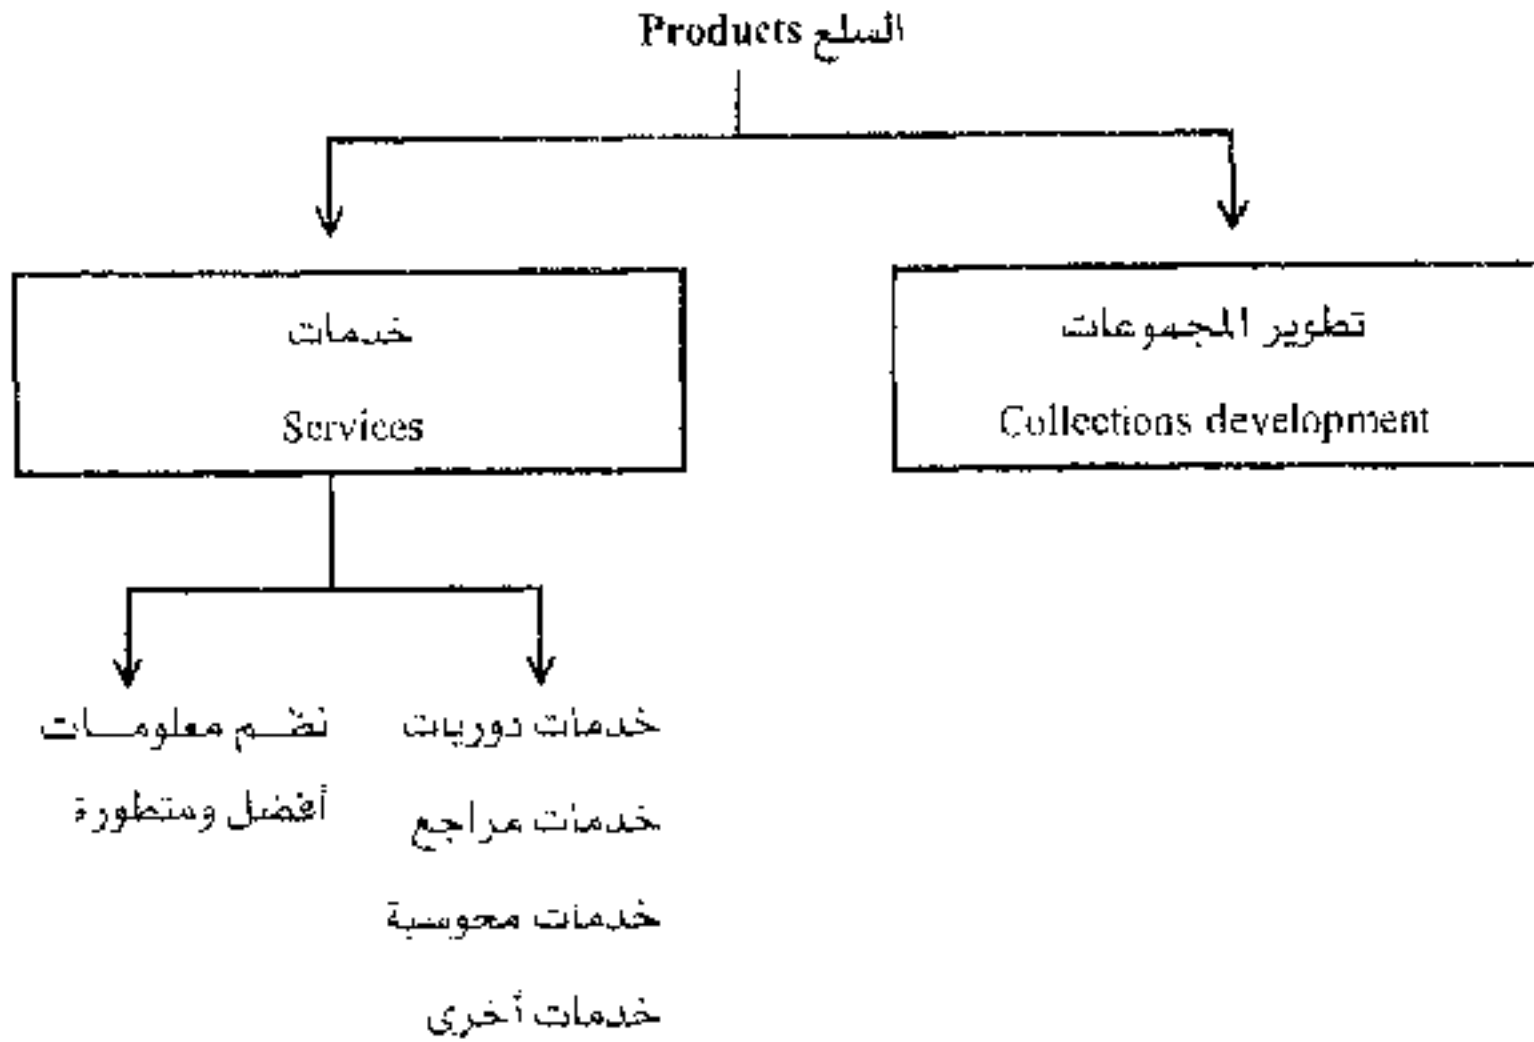 السلع Products
تطوير المجموعات
Collections development
خدمات
Services
خدمات دوريات
خدمات مراجع
خدمات محوسبة
خدمات أخرى
نظم معلومــات
أفضل ومتطورة